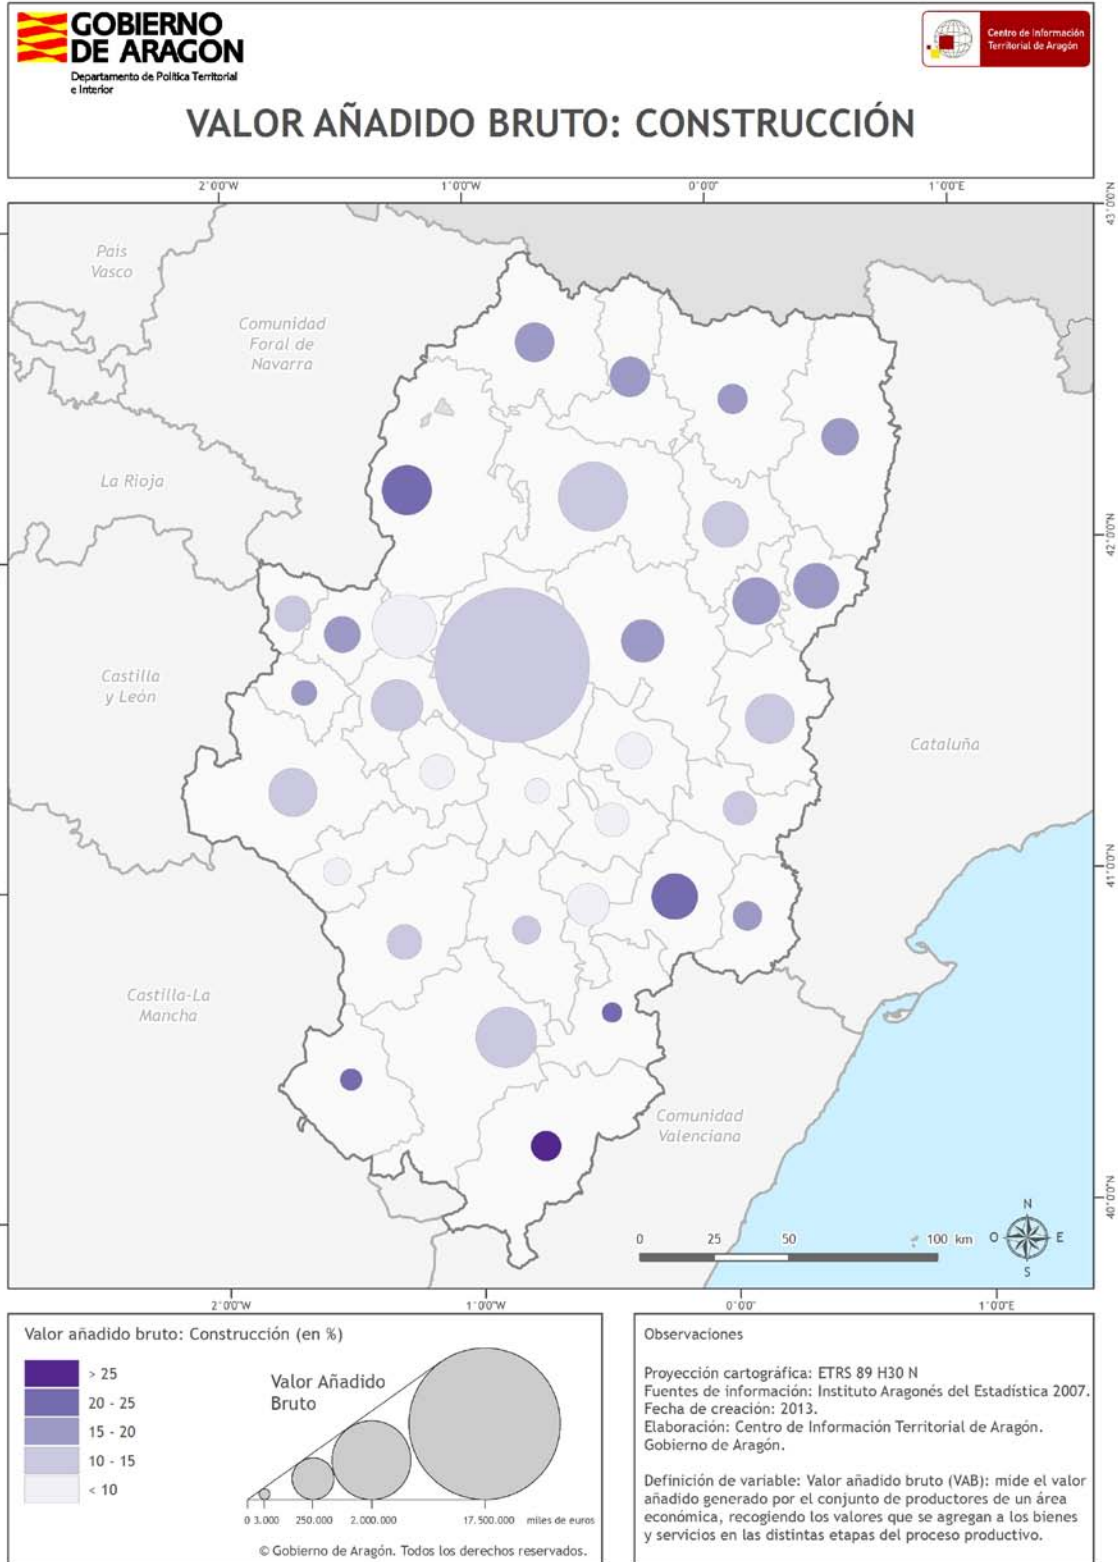 GOBIERNO
DE ARAGON
Departamento de Política Territorial
e Interior
Centro de Información
Territorial de Aragón
VALOR AÑADIDO BRUTO: CONSTRUCCIÓN
2°0'0"W
1°0'0"W
0°0'0"
1°0'0"E
43°0'0"N
País
Vasco
Comunidad
Foral de
Navarra
La Rioja
42°0'0"N
Castilla
y León
Cataluña
41°0'0"N
Castilla-La
Mancha
Comunidad
Valenciana
40°0'0"N
0
25
50
100 km
N
O
E
S
2°0'0"W
1°0'0"W
0°0'0"
1°0'0"E
Valor añadido bruto: Construcción (en %)
> 25
20 - 25
15 - 20
10 - 15
< 10
Valor Añadido
Bruto
0 3.000
250.000
2.000.000
17.500.000
miles de euros
© Gobierno de Aragón. Todos los derechos reservados.
Observaciones
Proyección cartográfica: ETRS 89 H30 N
Fuentes de información: Instituto Aragonés del Estadística 2007.
Fecha de creación: 2013.
Elaboración: Centro de Información Territorial de Aragón.
Gobierno de Aragón.
Definición de variable: Valor añadido bruto (VAB): mide el valor
añadido generado por el conjunto de productores de un área
económica, recogiendo los valores que se agregan a los bienes
y servicios en las distintas etapas del proceso productivo.